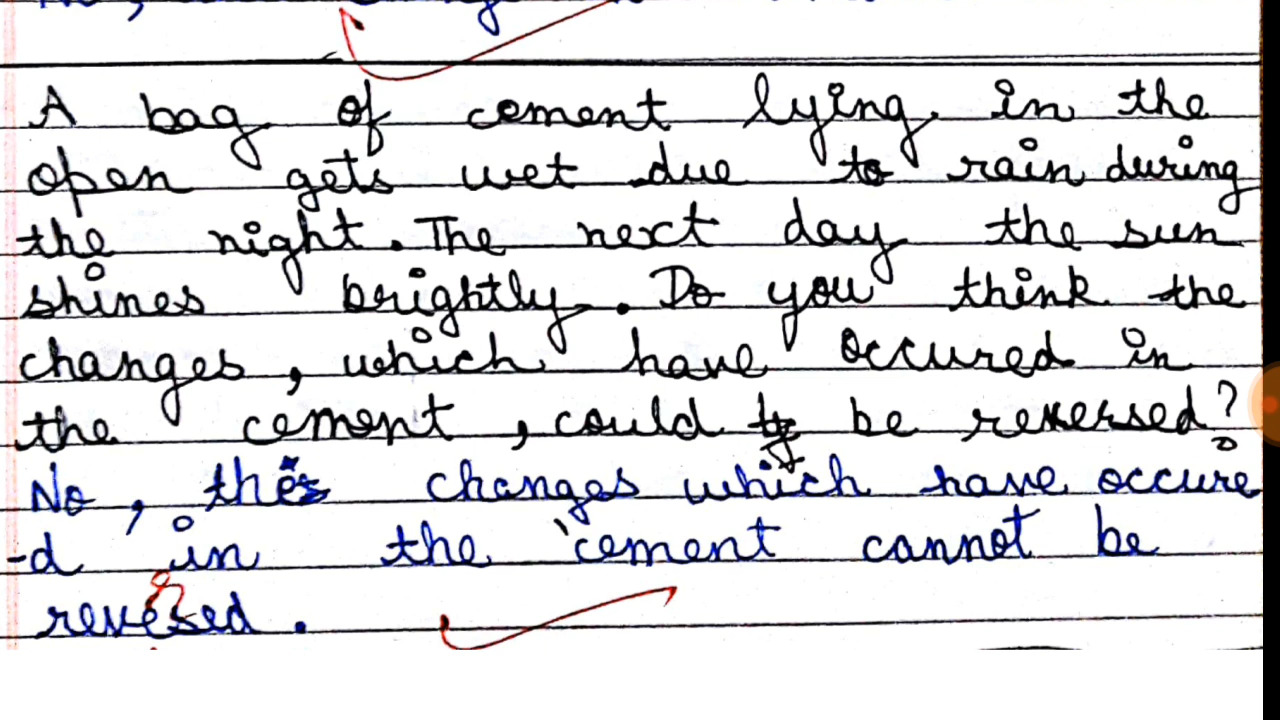 A bag of cement lying in the
open gets wet due to rain during
the night. The next day the sun
shines brightly. Do you think the
changes, which have occured in
the cement, could be reversed?
No, the changes which have occure
-d in the cement cannot be
revesed.